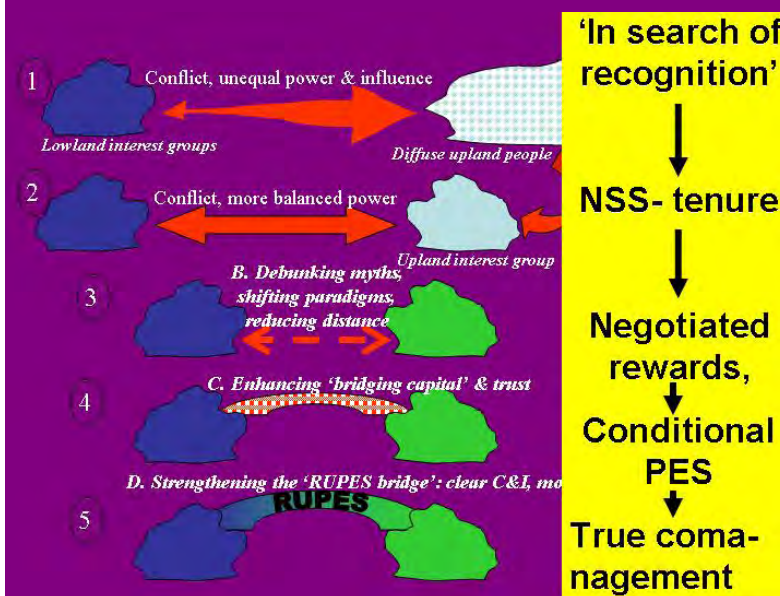 1
Conflict, unequal power & influence
Lowland interest groups
Diffuse upland people
2
Conflict, more balanced power
Upland interest group
3
B. Debunking myths,
shifting paradigms,
reducing distance
4
C. Enhancing ‘bridging capital’ & trust
D. Strengthening the ‘RUPES bridge’: clear C&I, mo
5
RUPES
‘In search of
recognition’
NSS- tenure
Negotiated
rewards,
Conditional
PES
True coma-
nagement